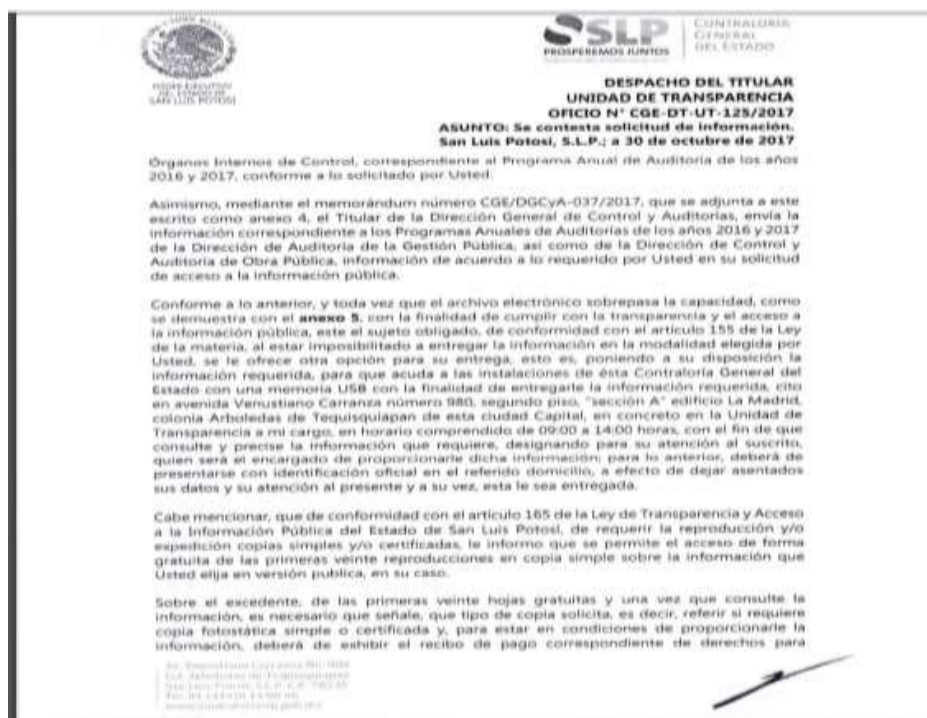 PODER EJECUTIVO
DEL ESTADO DE
SAN LUIS POTOSÍ
SLP
PROSPEREMOS JUNTOS
CONTRALORÍA
GENERAL
DEL ESTADO
DESPACHO DEL TITULAR
UNIDAD DE TRANSPARENCIA
OFICIO N° CGE-DT-UT-125/2017
ASUNTO: Se contesta solicitud de información.
San Luis Potosí, S.L.P.; a 30 de octubre de 2017
Órganos Internos de Control, correspondiente al Programa Anual de Auditoría de los años
2016 y 2017, conforme a lo solicitado por Usted.
Asimismo, mediante el memorándum número CGE/DGCyA-037/2017, que se adjunta a este
escrito como anexo 4, el Titular de la Dirección General de Control y Auditorías, envía la
información correspondiente a los Programas Anuales de Auditorías de los años 2016 y 2017
de la Dirección de Auditoría de la Gestión Pública, así como de la Dirección de Control y
Auditoría de Obra Pública, información de acuerdo a lo requerido por Usted en su solicitud
de acceso a la información pública.
Conforme a lo anterior, y toda vez que el archivo electrónico sobrepasa la capacidad, como
se demuestra con el anexo 5, con la finalidad de cumplir con la transparencia y el acceso a
la información pública, este el sujeto obligado, de conformidad con el artículo 155 de la Ley
de la materia, al estar imposibilitado a entregar la información en la modalidad elegida por
Usted, se le ofrece otra opción para su entrega, esto es, poniendo a su disposición la
información requerida, para que acuda a las instalaciones de ésta Contraloría General del
Estado con una memoria USB con la finalidad de entregarle la información requerida, cito
en avenida Venustiano Carranza número 980, segundo piso, "sección A" edificio La Madrid,
colonia Arboledas de Tequisquiapan de esta ciudad Capital, en concreto en la Unidad de
Transparencia a mi cargo, en horario comprendido de 09:00 a 14:00 horas, con el fin de que
consulte y precise la información que requiere, designando para su atención al suscrito,
quien será el encargado de proporcionarle dicha información; para lo anterior, deberá de
presentarse con identificación oficial en el referido domicilio, a efecto de dejar asentados
sus datos y su atención al presente y a su vez, esta le sea entregada.
Cabe mencionar, que de conformidad con el artículo 165 de la Ley de Transparencia y Acceso
a la Información Pública del Estado de San Luis Potosí, de requerir la reproducción y/o
expedición copias simples y/o certificadas, le informo que se permite el acceso de forma
gratuita de las primeras veinte reproducciones en copia simple sobre la información que
Usted elija en versión publica, en su caso.
Sobre el excedente, de las primeras veinte hojas gratuitas y una vez que consulte la
información, es necesario que señale, que tipo de copia solicita, es decir, referir si requiere
copia fotostática simple o certificada y, para estar en condiciones de proporcionarle la
información, deberá de exhibir el recibo de pago correspondiente de derechos para
Av. Venustiano Carranza No. 980
Col. Arboledas de Tequisquiapan
San Luis Potosí, S.L.P. C.P. 78235